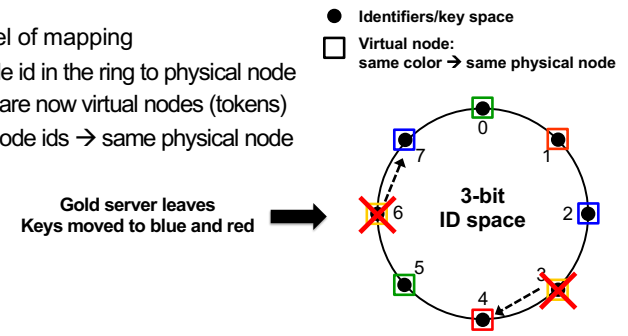 Identifiers/key space
Virtual node:
same color → same physical node
el of mapping
le id in the ring to physical node
are now virtual nodes (tokens)
ode ids → same physical node
Gold server leaves
Keys moved to blue and red
3-bit
ID space
0
1
2
3
4
5
6
7